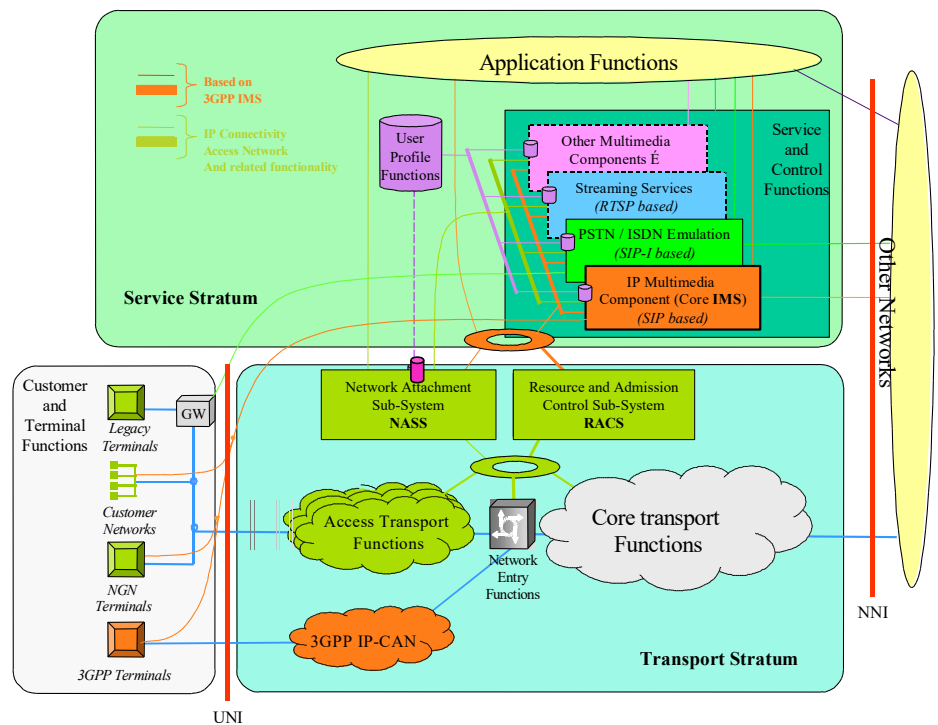 Application Functions
Based on
3GPP IMS
IP Connectivity
Access Network
And related functionality
User
Profile
Functions
Other Multimedia
Components É
Service
and
Control
Functions
Streaming Services
(RTSP based)
PSTN / ISDN Emulation
(SIP-I based)
IP Multimedia
Component (Core IMS)
(SIP based)
Service Stratum
Other Networks
Customer
and
Terminal
Functions
GW
Legacy
Terminals
Customer
Networks
NGN
Terminals
3GPP Terminals
Network Attachment
Sub-System
NASS
Resource and Admission
Control Sub-System
RACS
Access Transport
Functions
Network
Entry
Functions
Core transport
Functions
3GPP IP-CAN
Transport Stratum
NNI
UNI